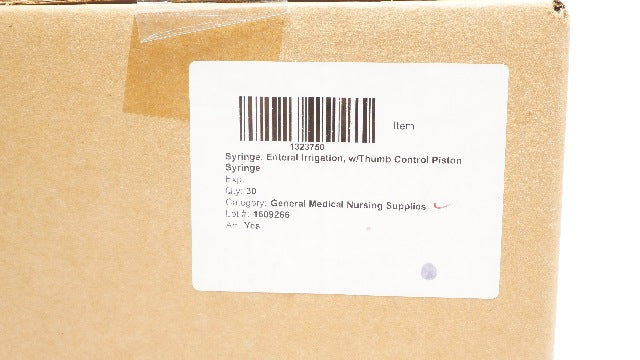 Item
1323750
Syringe, Enteral Irrigation, w/Thumb Control Piston
Syringe
Exp:
Qty: 30
Category: General Medical Nursing Supplies
Lot #: 1609266
Yes